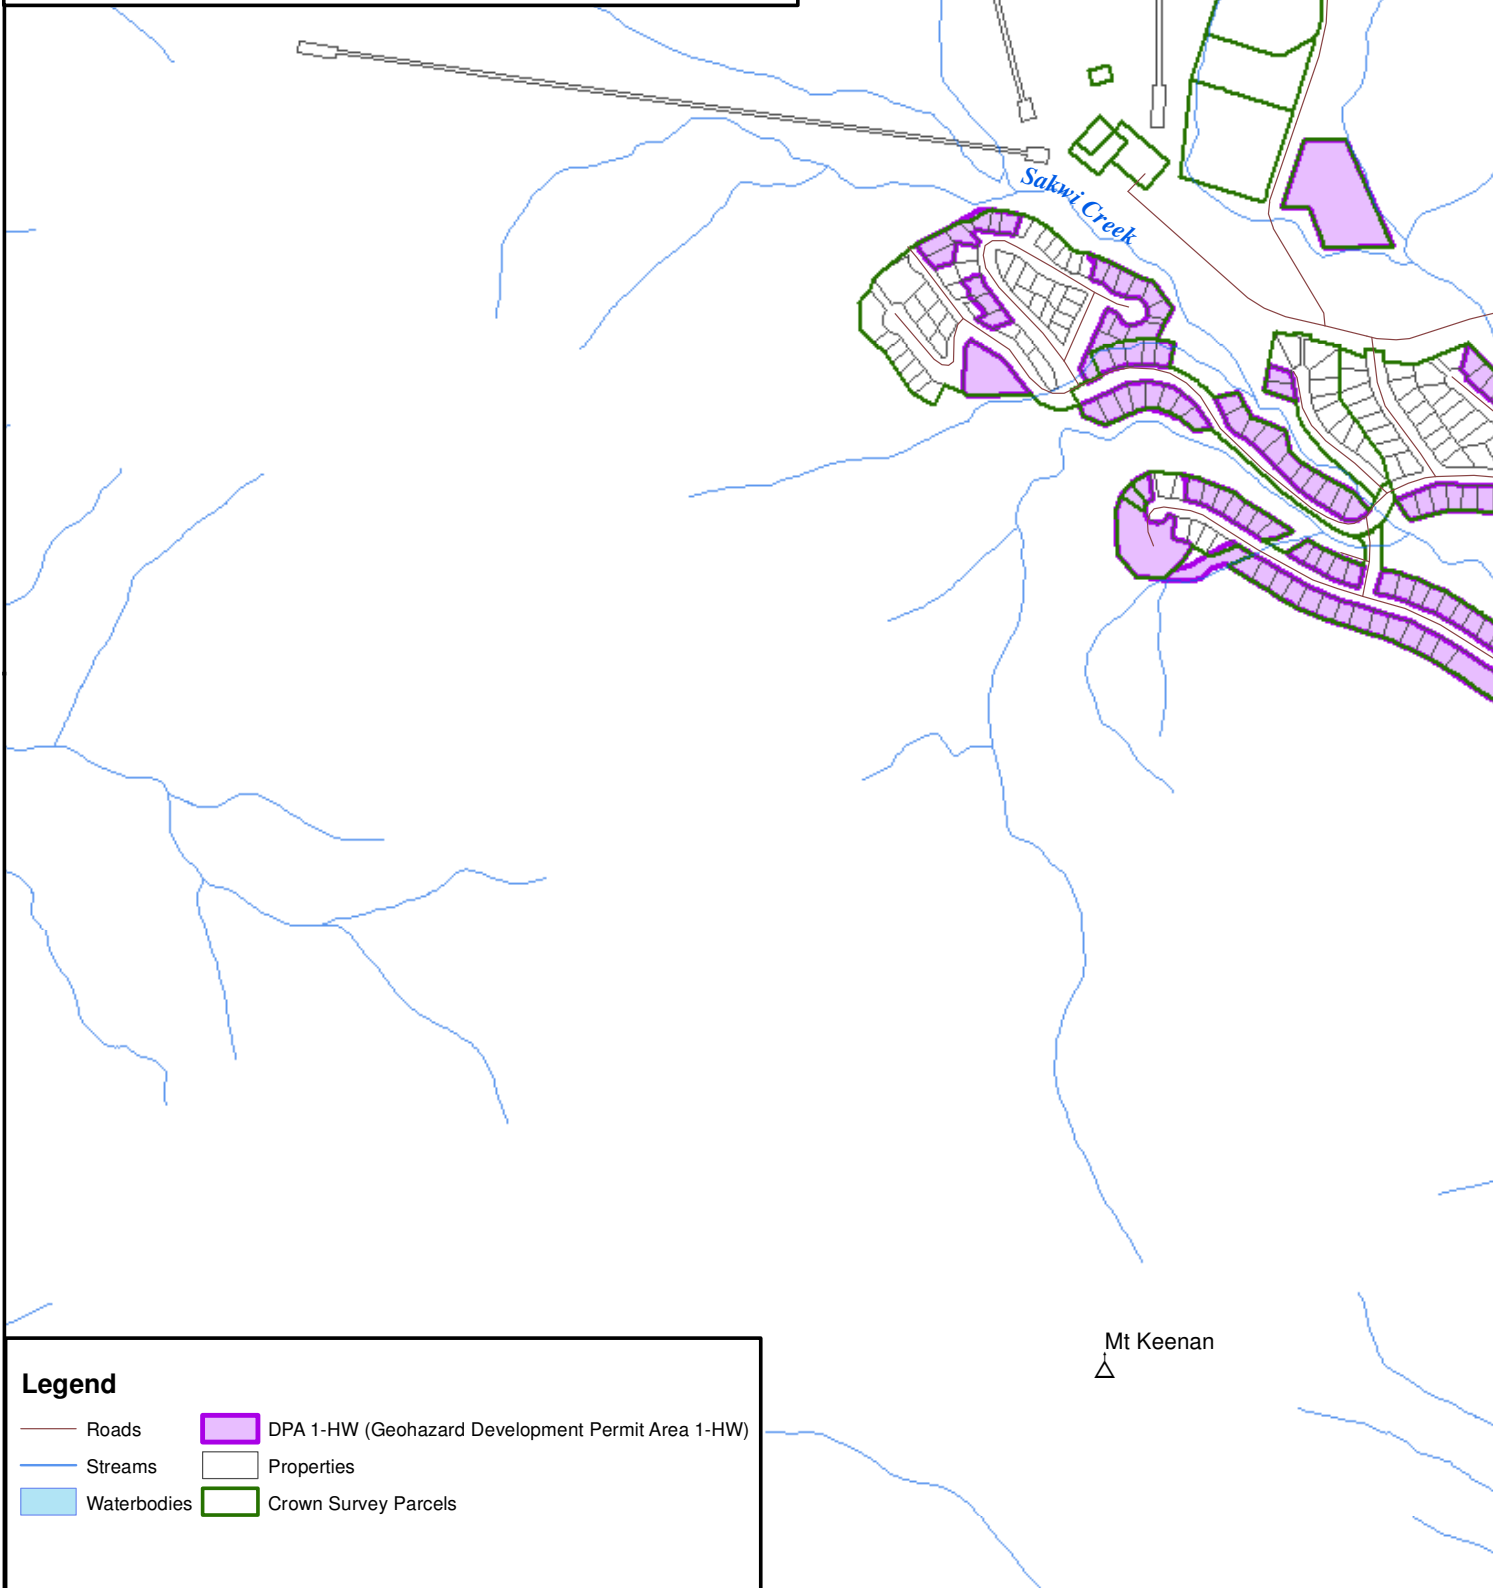 Sakwi Creek
Mt Keenan
Legend
Roads
DPA 1-HW (Geohazard Development Permit Area 1-HW)
Streams
Properties
Waterbodies
Crown Survey Parcels